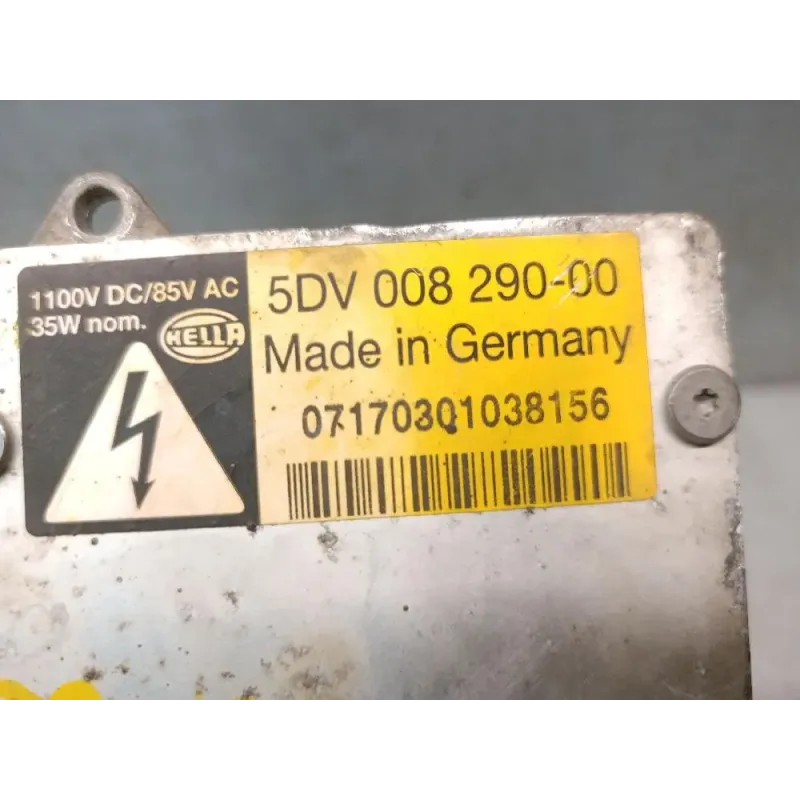 1100V DC/85V AC
35W nom.
HELLA
5DV 008 290-00
Made in Germany
07170301038156